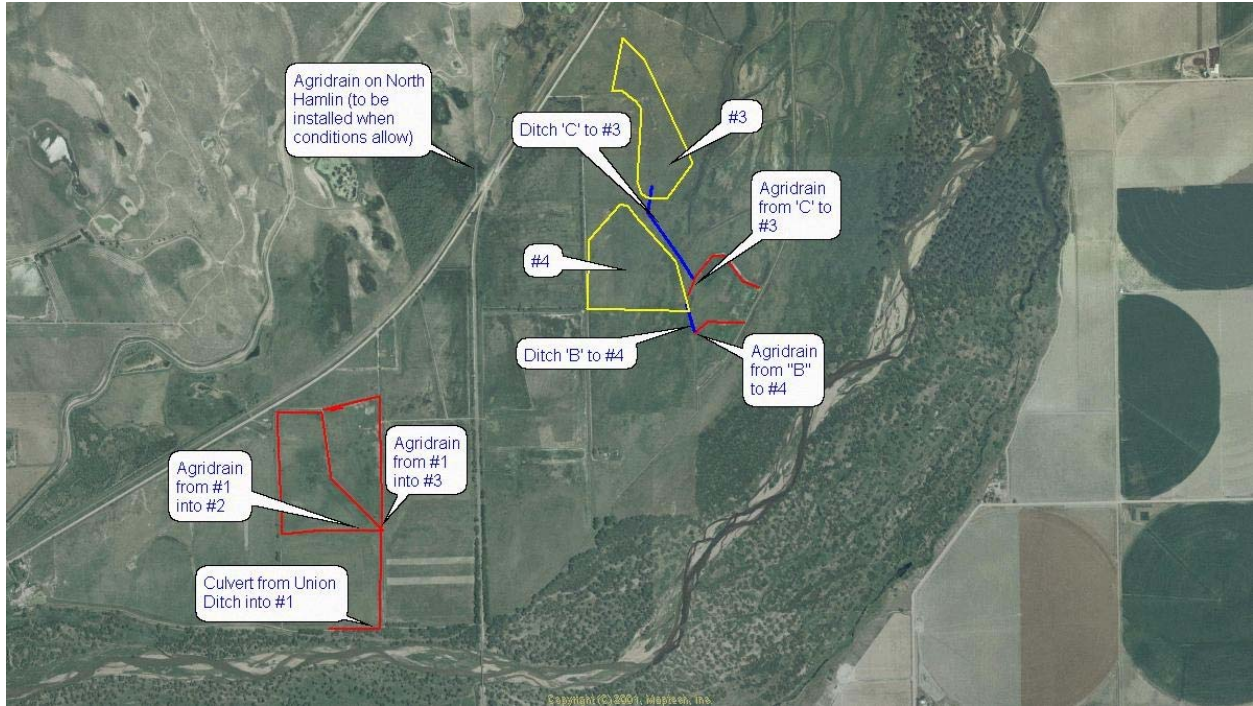 Agridrain on North
Hamlin (to be
installed when
conditions allow)
Ditch 'C' to #3
#3
Agridrain
from 'C' to
#3
#4
Ditch 'B' to #4
Agridrain
from "B"
to #4
Agridrain
from #1
into #3
Agridrain
from #1
into #2
Culvert from Union
Ditch into #1